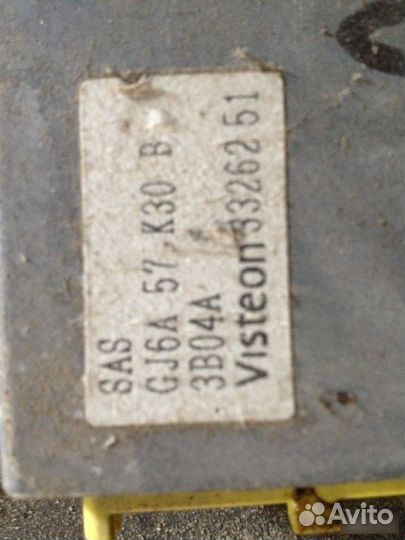 SAS
GJ6A 57 K30 B
3B04A
Visteon 33262 51
Avito